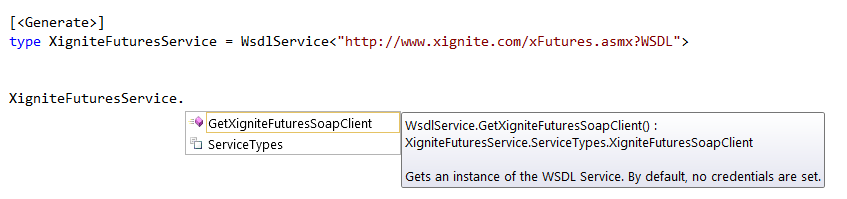 [<Generate>]
type XigniteFuturesService = WsdlService<"http://www.xignite.com/xFutures.asmx?WSDL">
XigniteFuturesService.
GetXigniteFuturesSoapClient
ServiceTypes
WsdlService.GetXigniteFuturesSoapClient() :
XigniteFuturesService.ServiceTypes.XigniteFuturesSoapClient
Gets an instance of the WSDL Service. By default, no credentials are set.